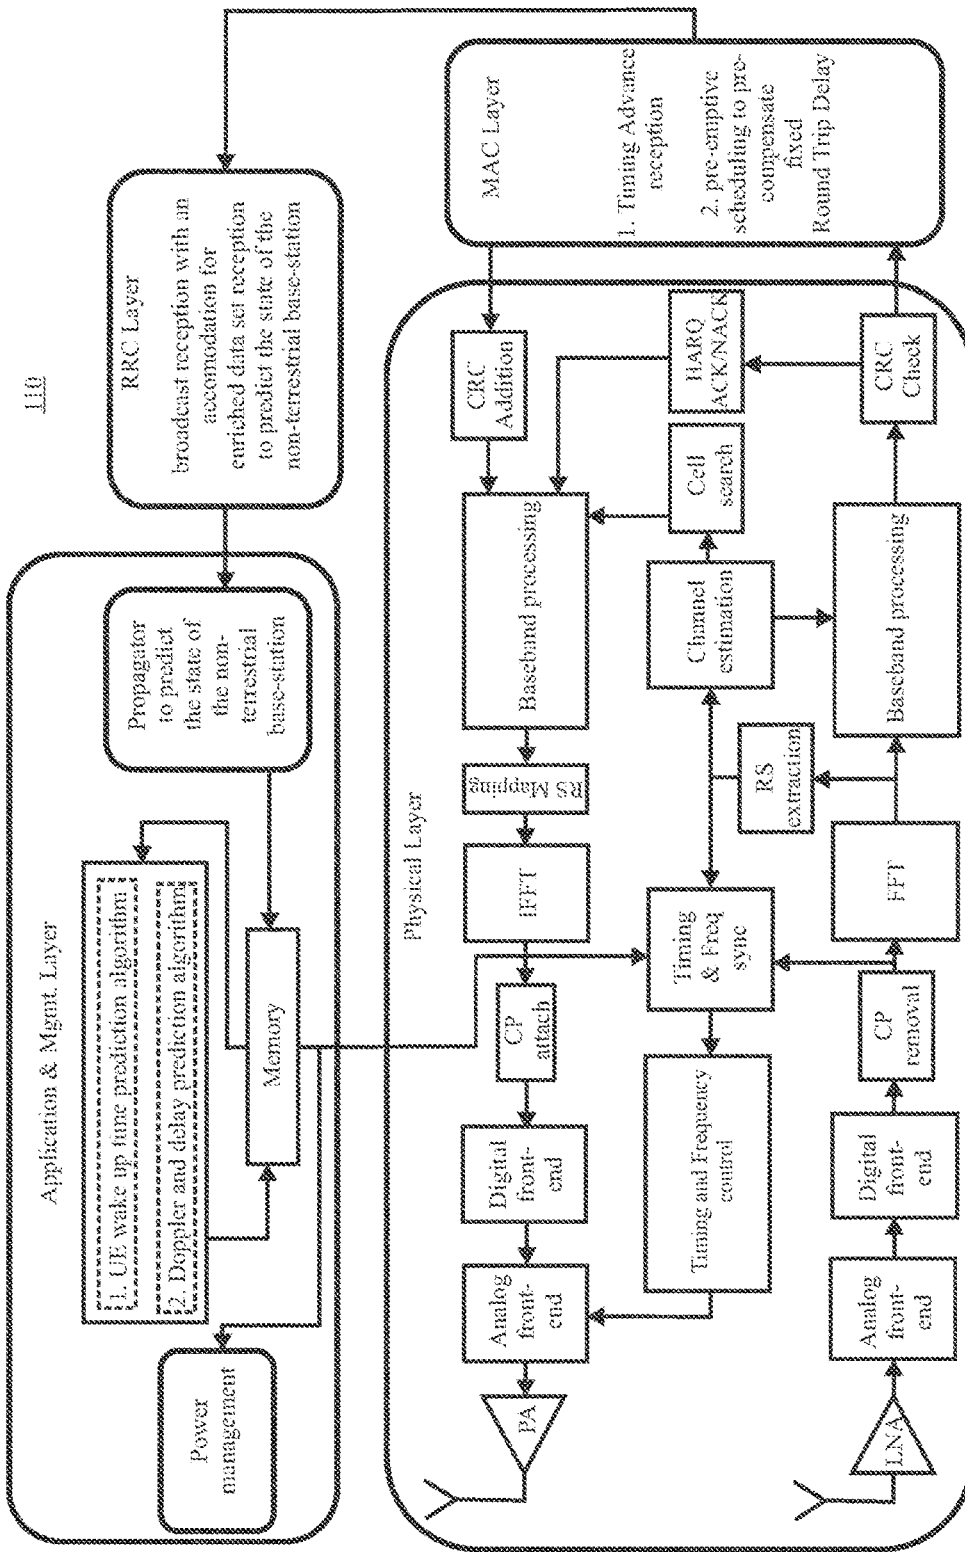 110
Application & Mgmt. Layer
Power
management
1. UE wake up time prediction algorithm
2. Doppler and delay prediction algorithm
Memory
Propagator
to predict
the state of
the non-
terrestrial
base-station
RRC Layer
broadcast reception with an
accomodation for
enriched data set reception
to predict the state of the
non-terrestrial base-station
MAC Layer
1. Timing Advance
reception
2. pre-emptive
scheduling to pre-
compensate
fixed
Round Trip Delay
Physical Layer
PA
Analog
front-
end
Digital
front-
end
CP
attach
IFFT
RS Mapping
Baseband processing
CRC
Addition
Timing and Frequency
control
Timing
& Freq
sync
Channel
estimation
Cell
search
HARQ
ACK/NACK
RS
extraction
LNA
Analog
front-
end
Digital
front-
end
CP
removal
FFT
Baseband processing
CRC
Check